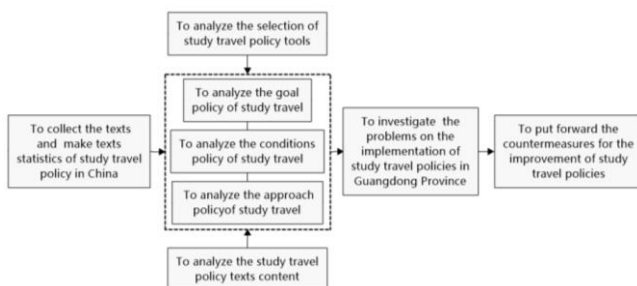 To analyze the selection of
study travel policy tools
To analyze the goal
policy of study travel
To collect the texts
and make texts
statistics of study travel
policy in China
To analyze the conditions
policy of study travel
To analyze the approach
policyof study travel
To investigate the
problems on the
implementation of
study travel policies in
Guangdong Province
To put forward the
countermeasures for the
improvement of study
travel policies
To analyze the study travel
policy texts content